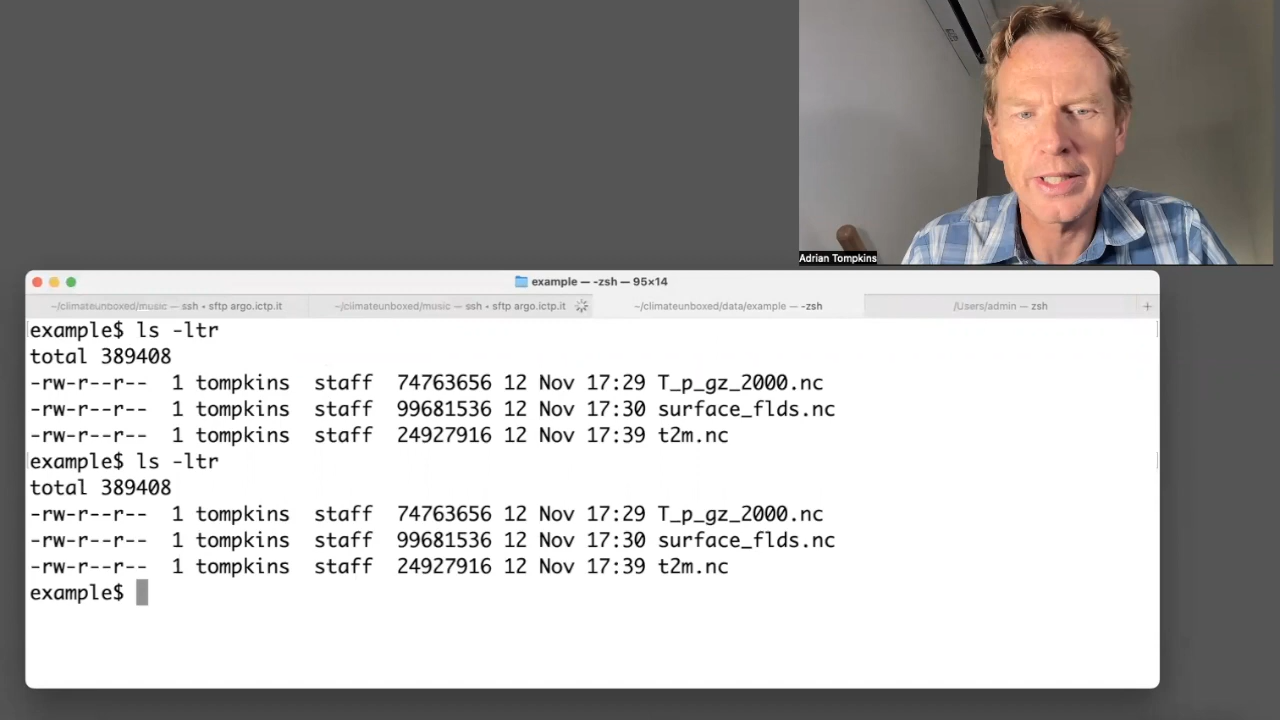 Adrian Tompkins
example — -zsh — 95×14
~/climateunboxed/music — ssh • sftp argo.ictp.it
~/climateunboxed/music — ssh • sftp argo.ictp.it
~/climateunboxed/data/example — -zsh
/Users/admin — zsh
+
example$ ls -ltr
total 389408
-rw-r--r--  1 tompkins  staff  74763656 12 Nov 17:29 T_p_gz_2000.nc
-rw-r--r--  1 tompkins  staff  99681536 12 Nov 17:30 surface_flds.nc
-rw-r--r--  1 tompkins  staff  24927916 12 Nov 17:39 t2m.nc
example$ ls -ltr
total 389408
-rw-r--r--  1 tompkins  staff  74763656 12 Nov 17:29 T_p_gz_2000.nc
-rw-r--r--  1 tompkins  staff  99681536 12 Nov 17:30 surface_flds.nc
-rw-r--r--  1 tompkins  staff  24927916 12 Nov 17:39 t2m.nc
example$